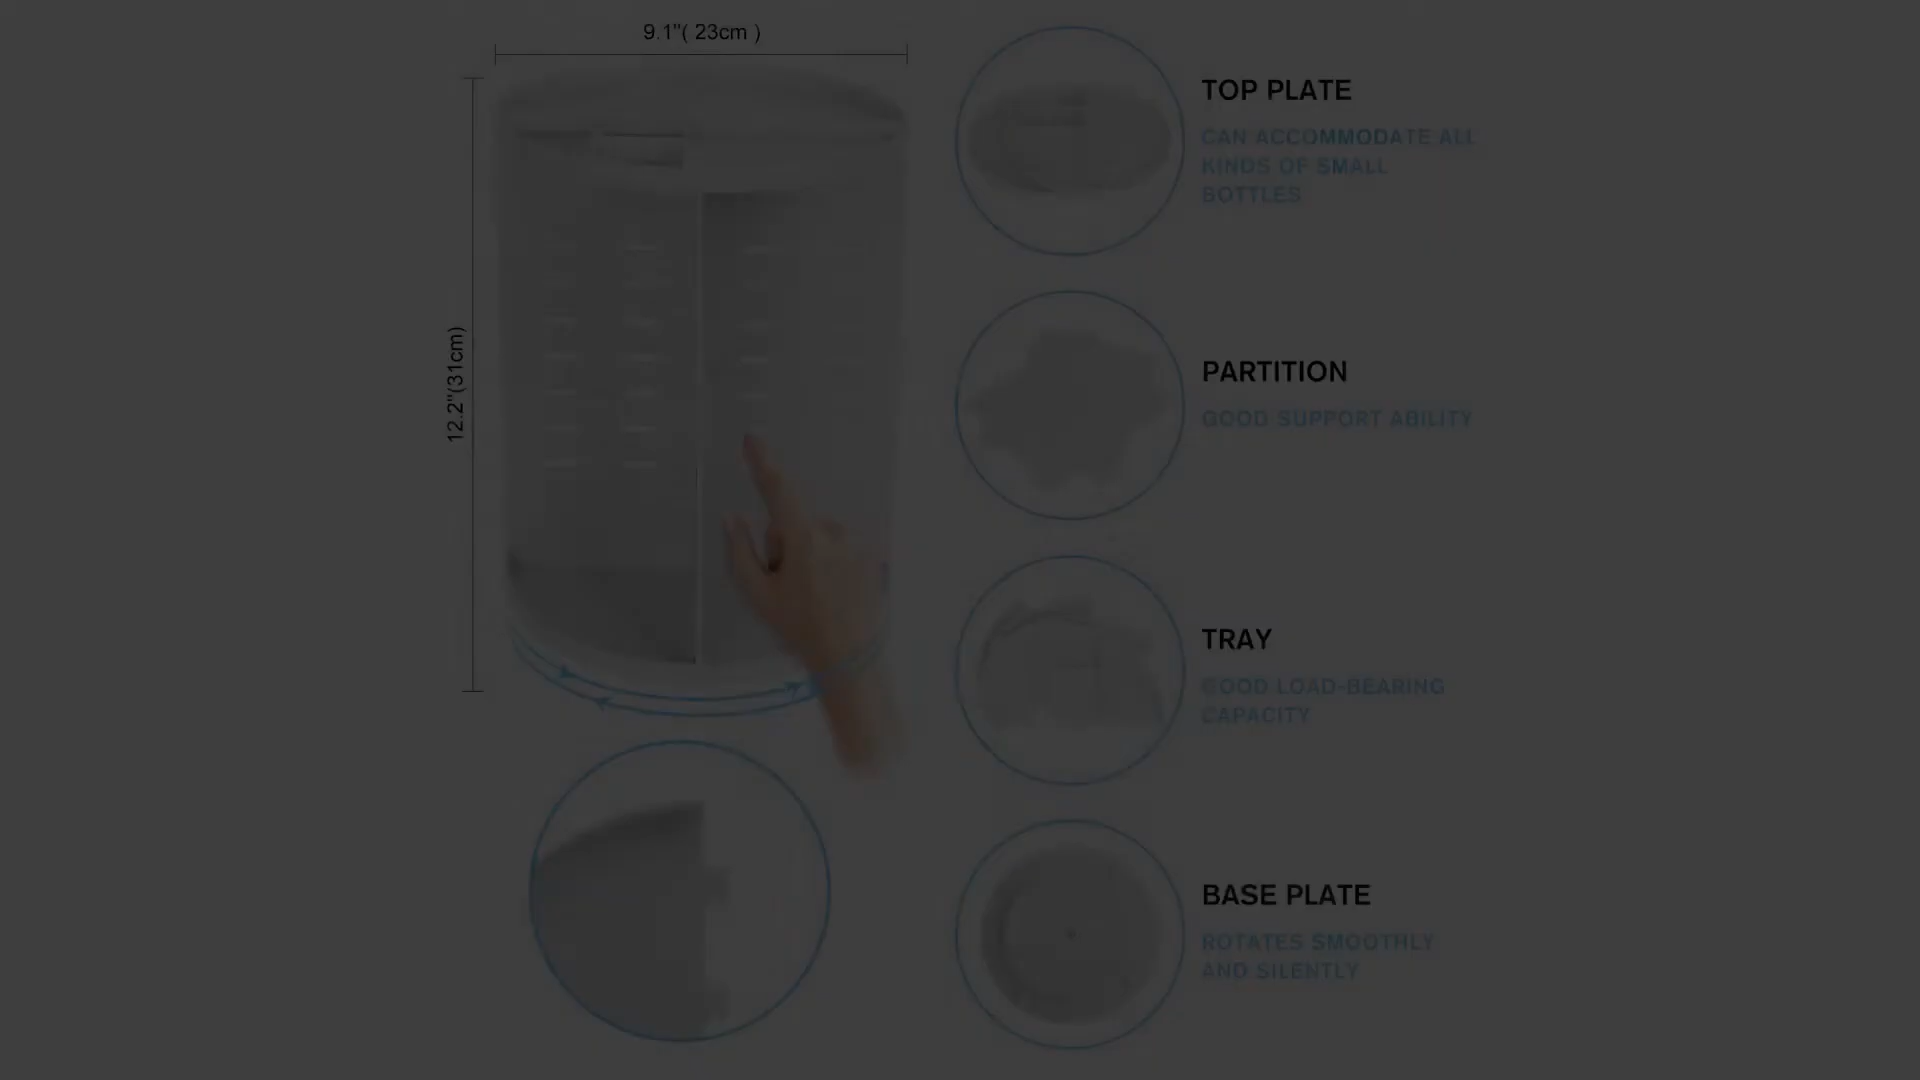 9.1"( 23cm )
12.2"(31cm)
TOP PLATE
CAN ACCOMMODATE ALL
KINDS OF SMALL
BOTTLES
PARTITION
GOOD SUPPORT ABILITY
TRAY
GOOD LOAD-BEARING
CAPACITY
BASE PLATE
ROTATES SMOOTHLY
AND SILENTLY